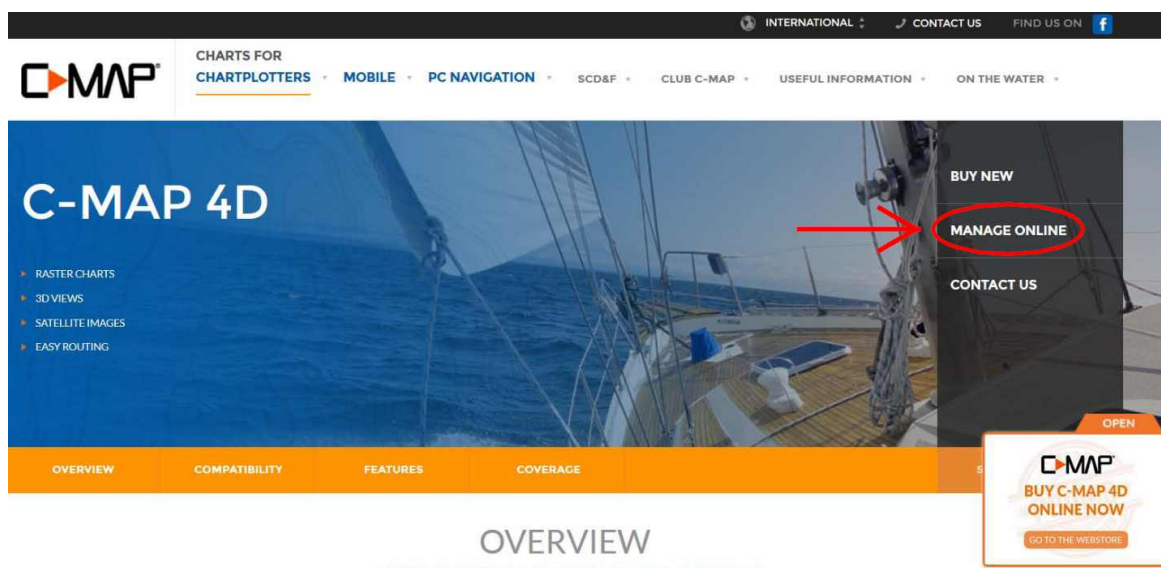 INTERNATIONAL CONTACT US FIND US ON f
C-MAP®
CHARTS FOR
CHARTPLOTTERS MOBILE PC NAVIGATION SCD&F CLUB C-MAP USEFUL INFORMATION ON THE WATER
C-MAP 4D
RASTER CHARTS
3D VIEWS
SATELLITE IMAGES
EASY ROUTING
BUY NEW
MANAGE ONLINE
CONTACT US
OVERVIEW COMPATIBILITY FEATURES COVERAGE
OPEN
C-MAP
BUY C-MAP 4D
ONLINE NOW
GO TO THE WEBSTORE
OVERVIEW